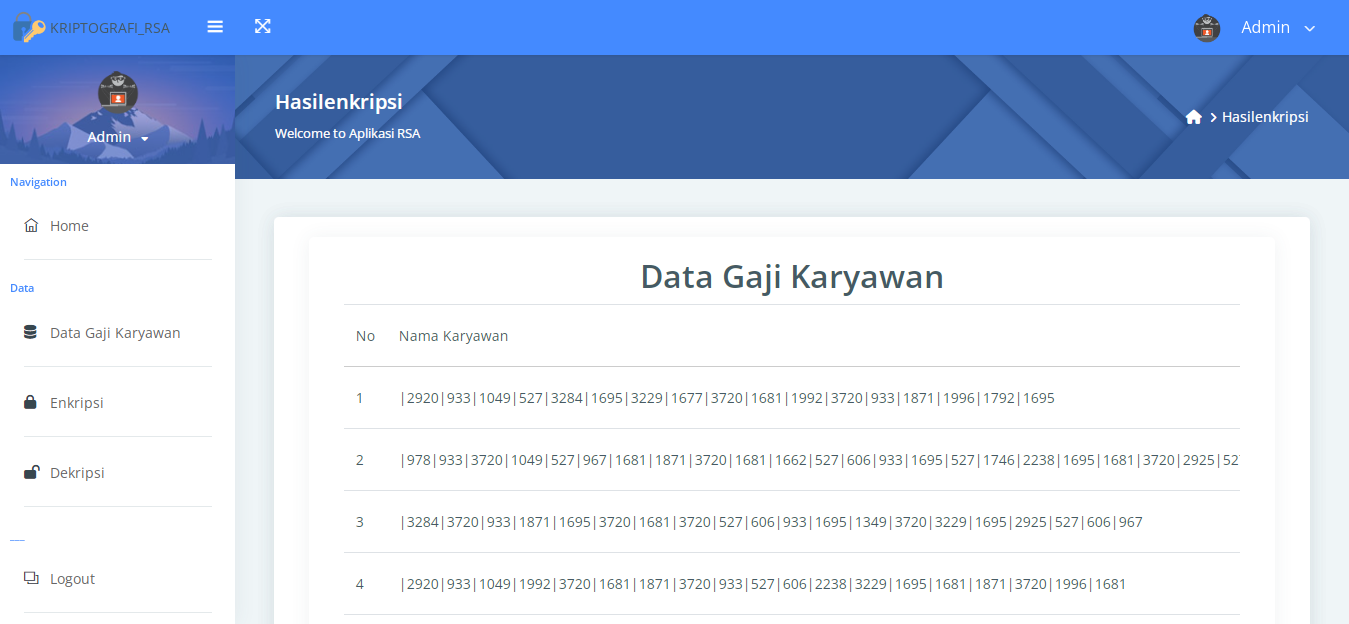 KRIPTOGRAFI_RSA
Admin
Admin
Navigation
Home
Data
Data Gaji Karyawan
Enkripsi
Dekripsi
Logout
Hasilenkripsi
Welcome to Aplikasi RSA
Hasilenkripsi
Data Gaji Karyawan
No Nama Karyawan
1 |2920|933|1049|527|3284|1695|3229|1677|3720|1681|1992|3720|933|1871|1996|1792|1695
2 |978|933|3720|1049|527|967|1681|1871|3720|1681|1662|527|606|933|1695|527|1746|2238|1695|1681|3720|2925|52
3 |3284|3720|933|1871|1695|3720|1681|3720|527|606|933|1695|1349|3720|3229|1695|2925|527|606|967
4 |2920|933|1049|1992|3720|1681|1871|3720|933|527|606|2238|3229|1695|1681|1871|3720|1996|1681